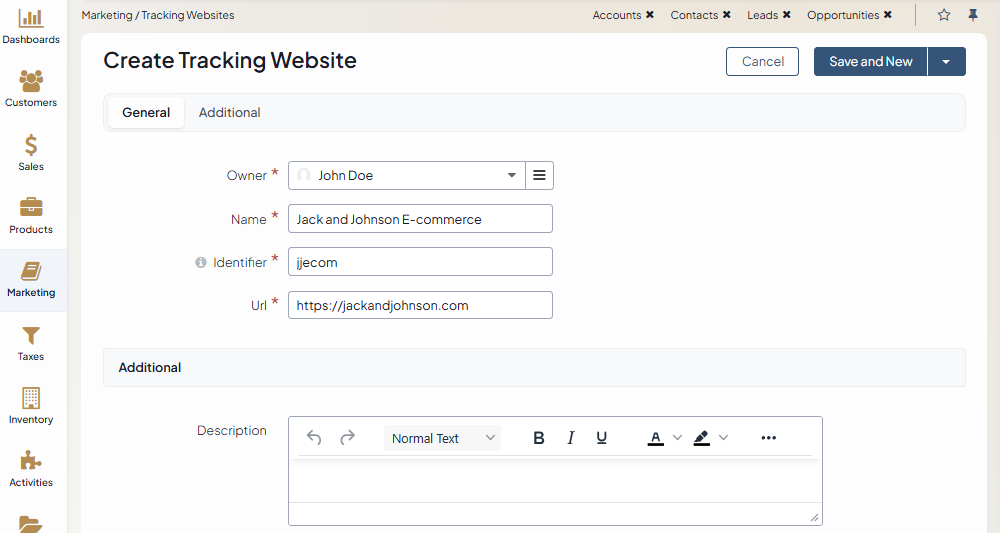 Marketing / Tracking Websites
Accounts ✖ Contacts ✖ Leads ✖ Opportunities ✖
Dashboards
Customers
Sales
Products
Marketing
Taxes
Inventory
Activities
Create Tracking Website
Cancel
Save and New
General
Additional
Owner *
John Doe
Name *
Jack and Johnson E-commerce
Identifier *
jjecom
Url *
https://jackandjohnson.com
Additional
Description
Normal Text
B I U A